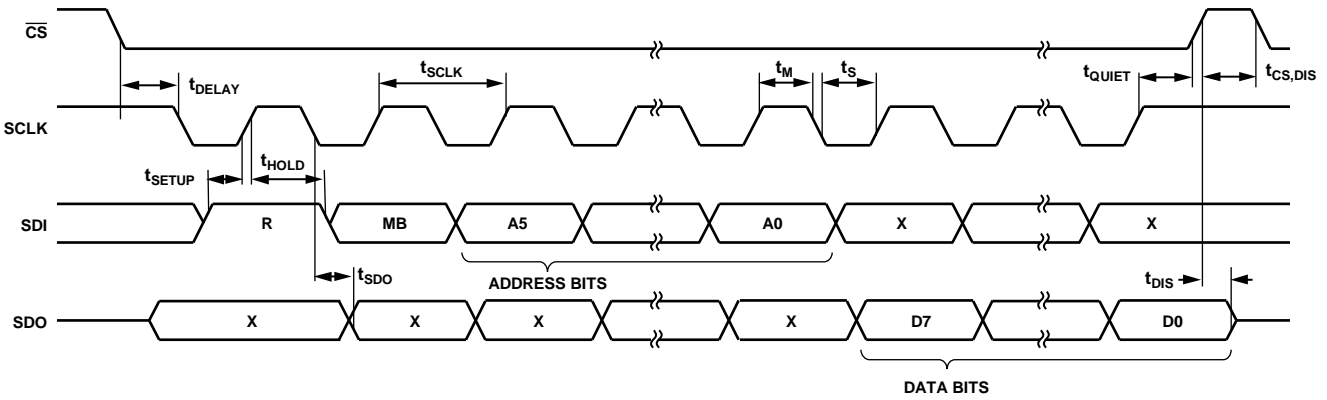 CS
tDELAY
tSCLK
tM
tS
tQUIET
tCS,DIS
SCLK
tSETUP
tHOLD
SDI
R
MB
A5
A0
X
X
ADDRESS BITS
tSDO
tDIS
SDO
X
X
X
X
D7
D0
DATA BITS